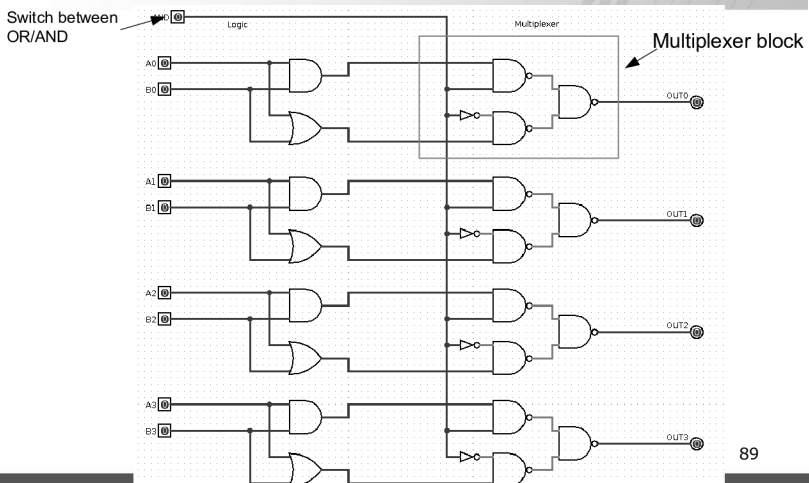 Switch between
OR/AND
Logic
Multiplexer
Multiplexer block
A0
B0
OUT0
A1
B1
OUT1
A2
B2
OUT2
A3
B3
OUT3
89